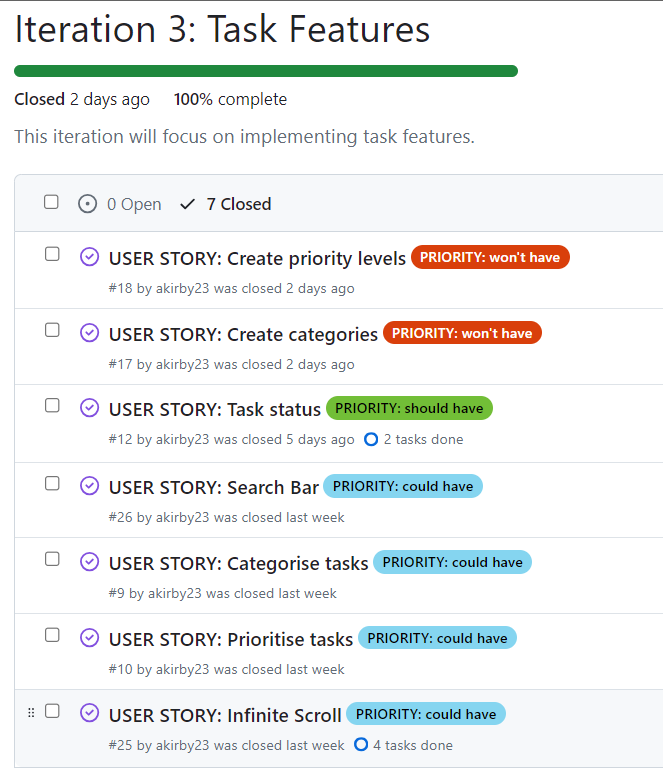 Iteration 3: Task Features
Closed 2 days ago 100% complete
This iteration will focus on implementing task features.
0 Open 7 Closed
USER STORY: Create priority levels PRIORITY: won't have
#18 by akirby23 was closed 2 days ago
USER STORY: Create categories PRIORITY: won't have
#17 by akirby23 was closed 2 days ago
USER STORY: Task status PRIORITY: should have
#12 by akirby23 was closed 5 days ago 2 tasks done
USER STORY: Search Bar PRIORITY: could have
#26 by akirby23 was closed last week
USER STORY: Categorise tasks PRIORITY: could have
#9 by akirby23 was closed last week
USER STORY: Prioritise tasks PRIORITY: could have
#10 by akirby23 was closed last week
USER STORY: Infinite Scroll PRIORITY: could have
#25 by akirby23 was closed last week 4 tasks done